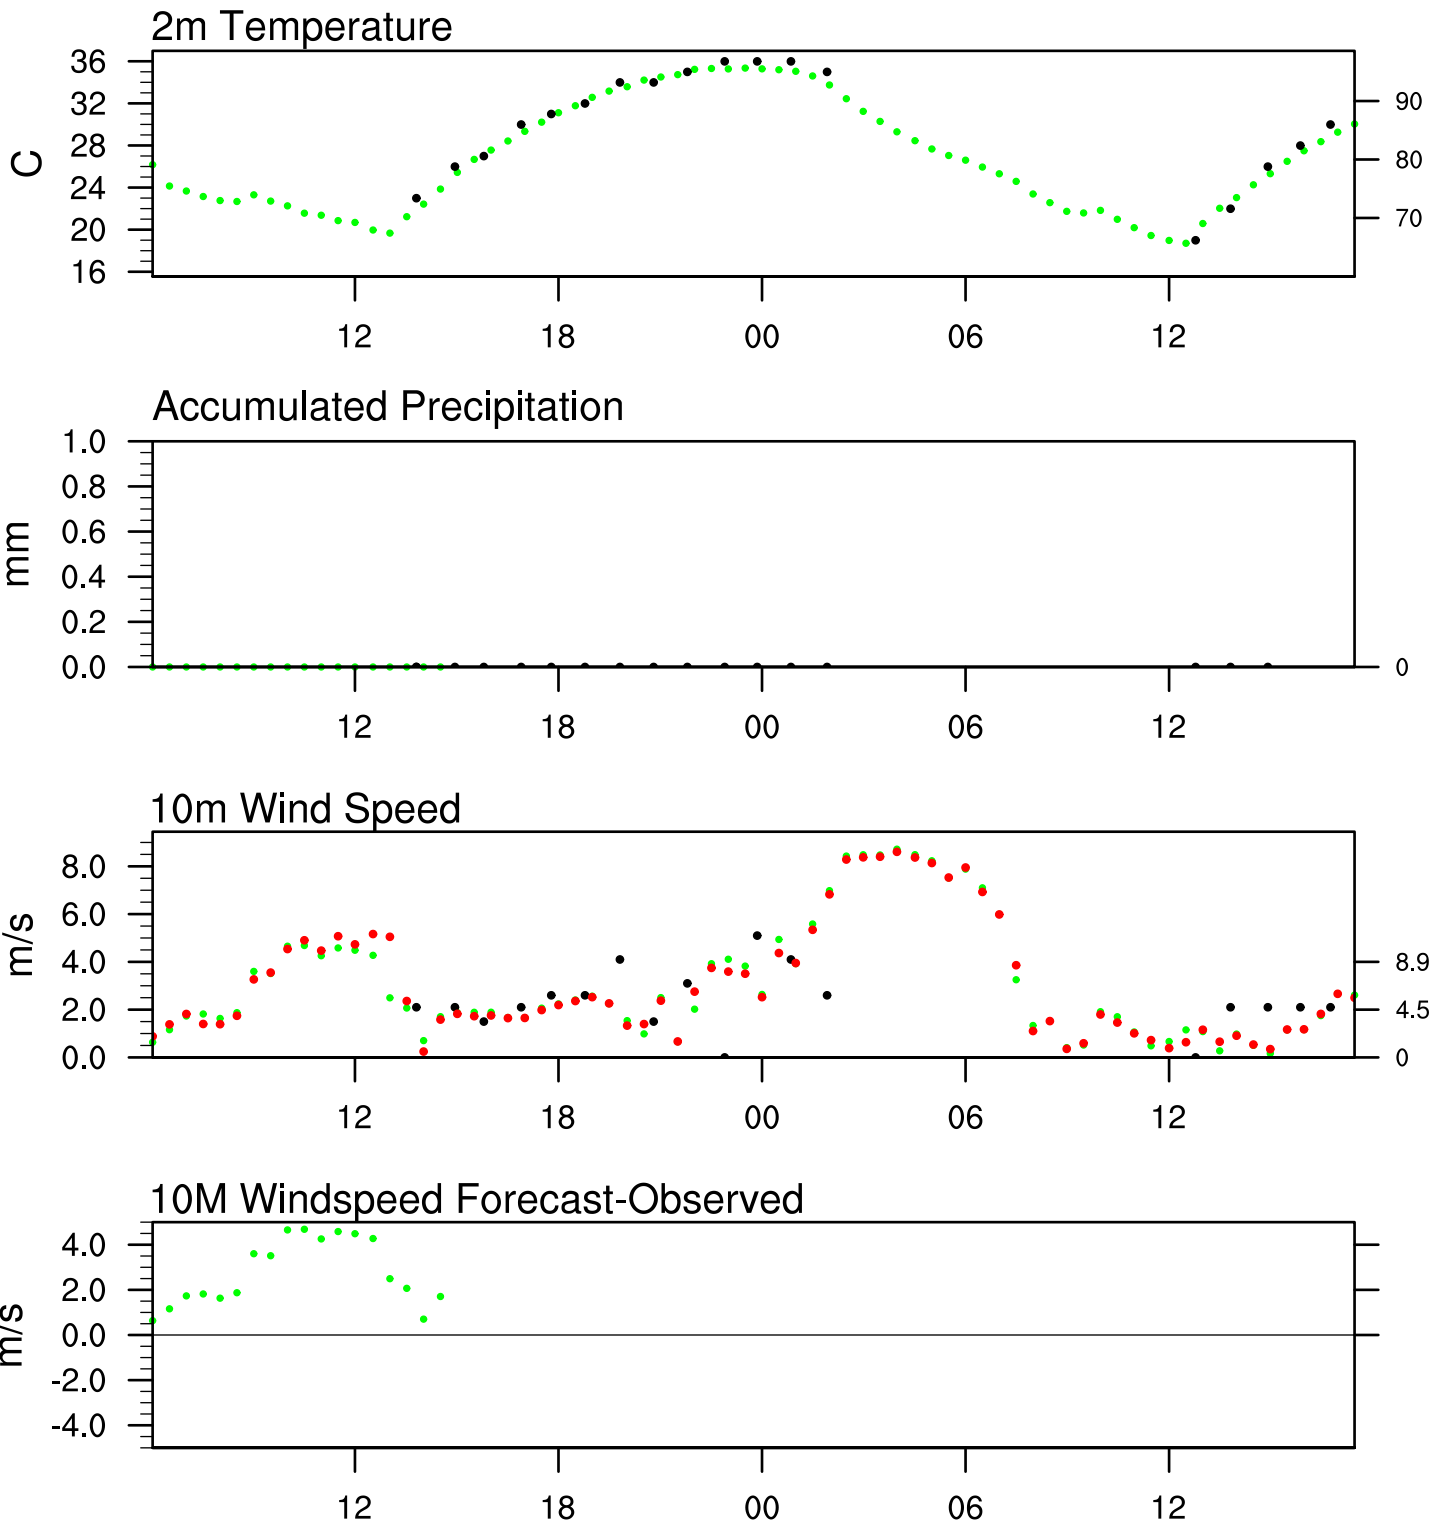 2m Temperature
C
36
32
28
24
20
16
90
80
70
12 18 00 06 12
Accumulated Precipitation
mm
1.0
0.8
0.6
0.4
0.2
0.0
0
12 18 00 06 12
10m Wind Speed
m/s
8.0
6.0
4.0
2.0
0.0
8.9
4.5
0
12 18 00 06 12
10M Windspeed Forecast-Observed
m/s
4.0
2.0
0.0
-2.0
-4.0
12 18 00 06 12